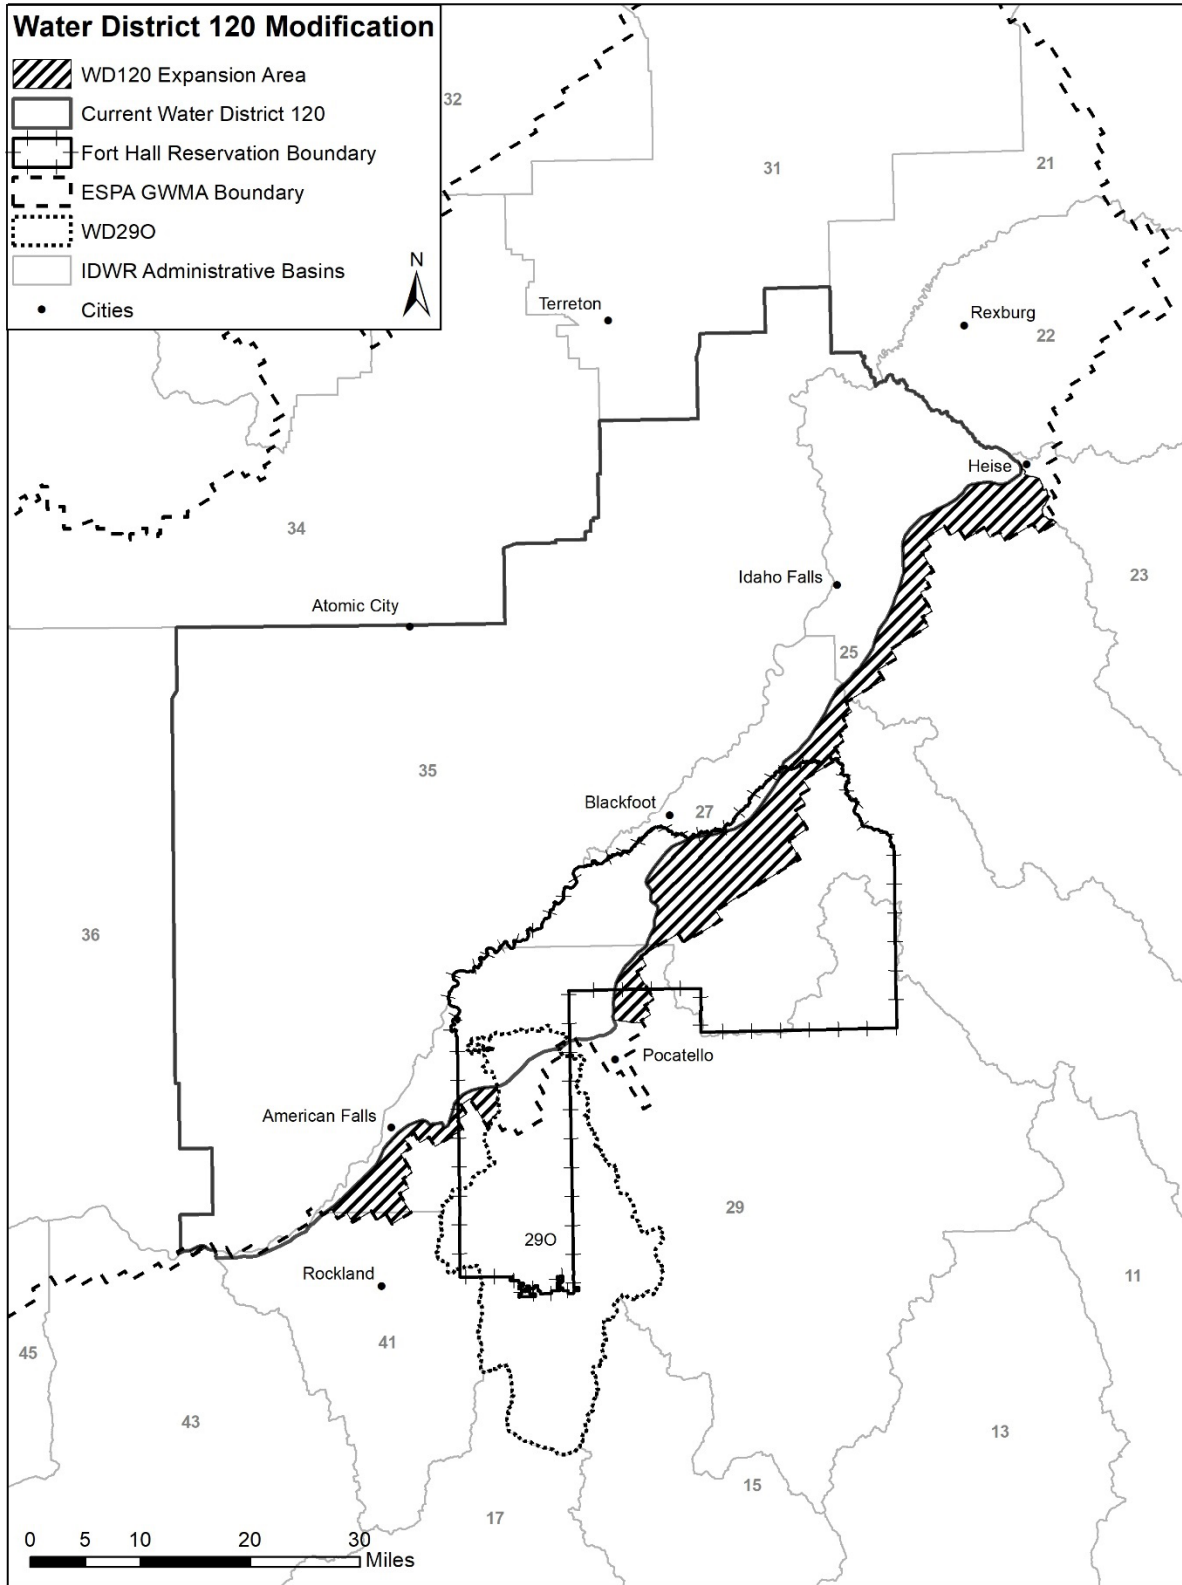 Water District 120 Modification
WD120 Expansion Area
Current Water District 120
Fort Hall Reservation Boundary
ESPA GWMA Boundary
WD29O
IDWR Administrative Basins
Cities
N
32
31
21
Terreton
Rexburg
22
Heise
34
Idaho Falls
23
Atomic City
25
35
Blackfoot
27
36
Pocatello
American Falls
29
29O
Rockland
11
41
45
43
13
15
17
0 5 10 20 30
Miles